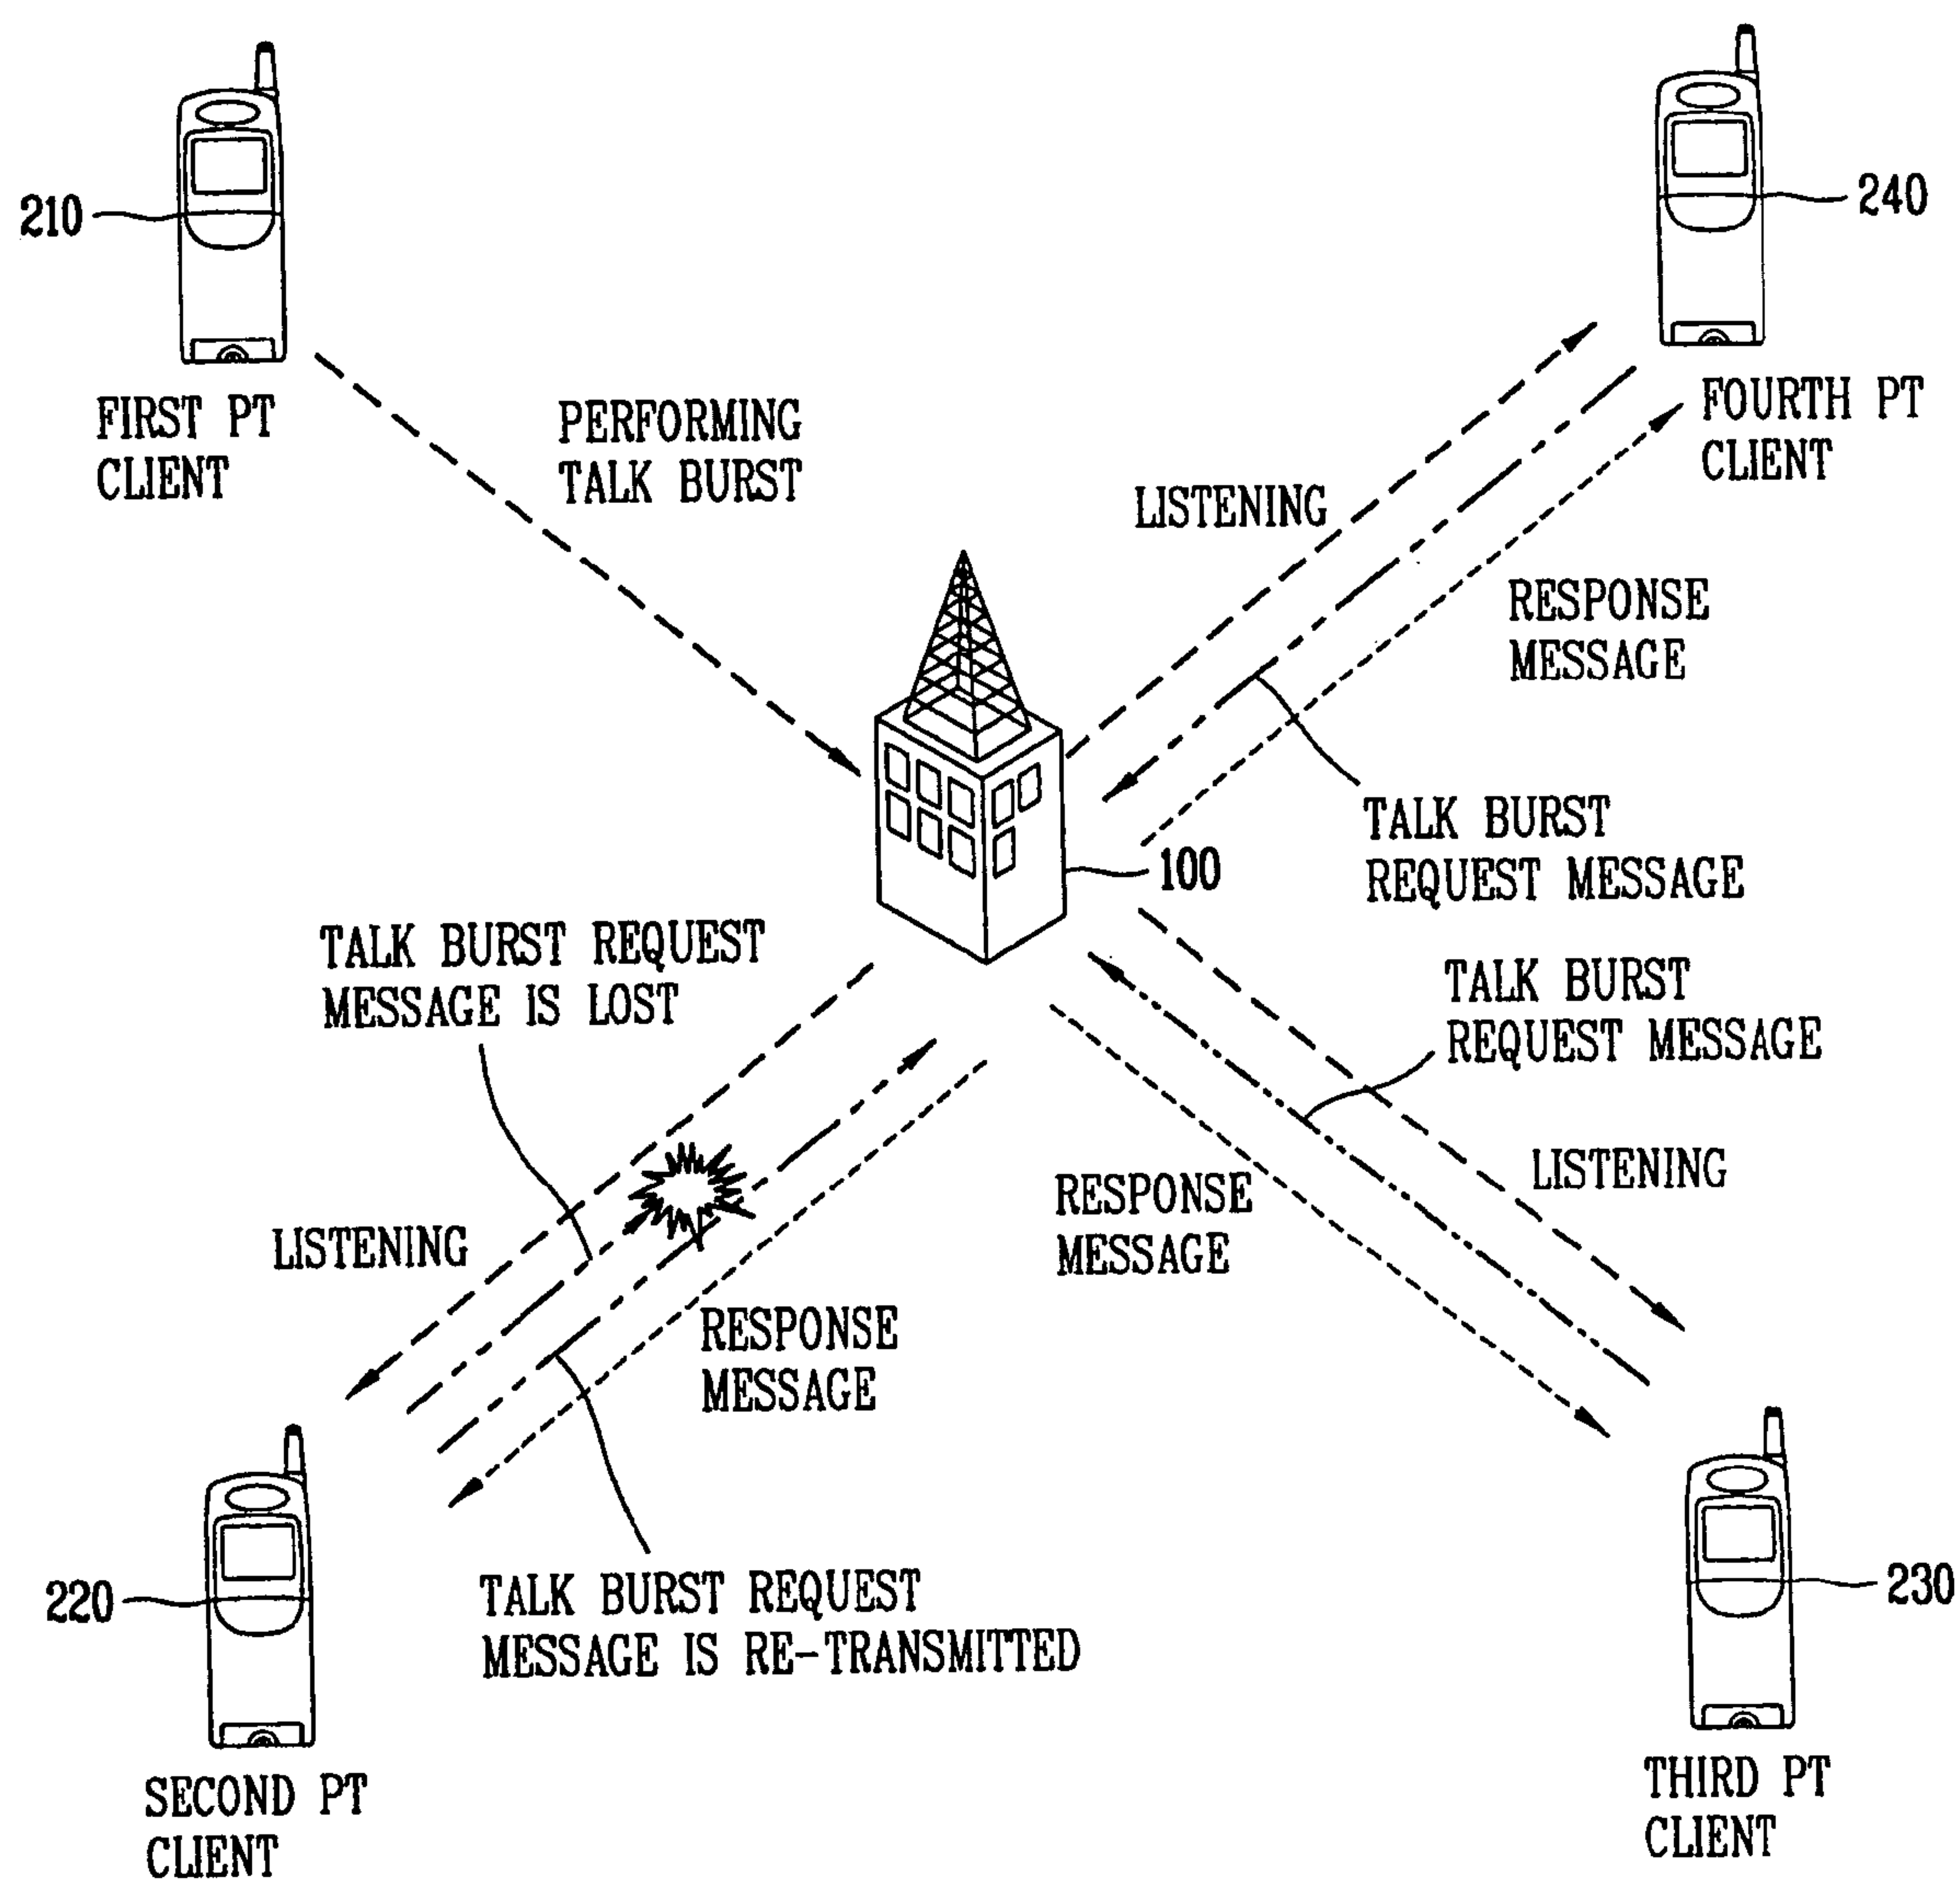 210
FIRST PT
CLIENT
PERFORMING
TALK BURST
240
FOURTH PT
CLIENT
LISTENING
RESPONSE
MESSAGE
TALK BURST
REQUEST MESSAGE
100
TALK BURST REQUEST
MESSAGE IS LOST
TALK BURST
REQUEST MESSAGE
LISTENING
RESPONSE
MESSAGE
LISTENING
RESPONSE
MESSAGE
220
TALK BURST REQUEST
MESSAGE IS RE-TRANSMITTED
230
SECOND PT
CLIENT
THIRD PT
CLIENT